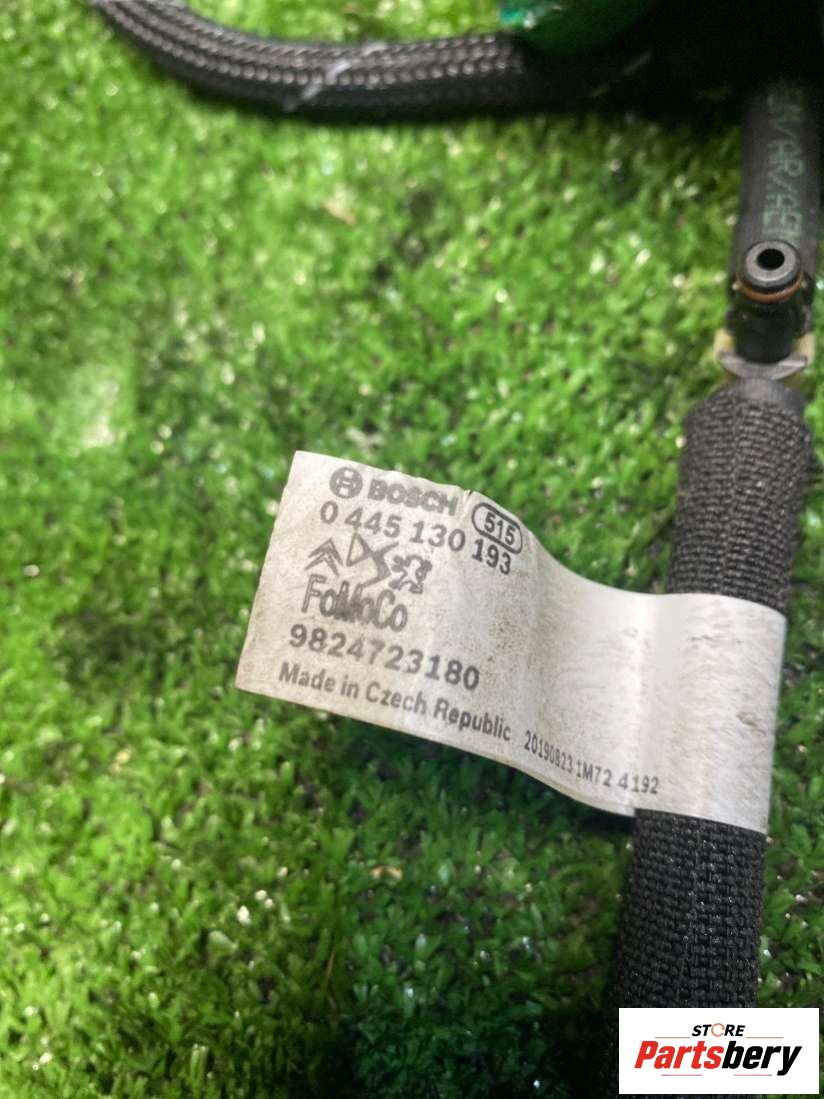 BOSCH 515
0 445 130 193
FoMoCo
9824723180
Made in Czech Republic 20190823 1M72 4192
STORE
Partsbery